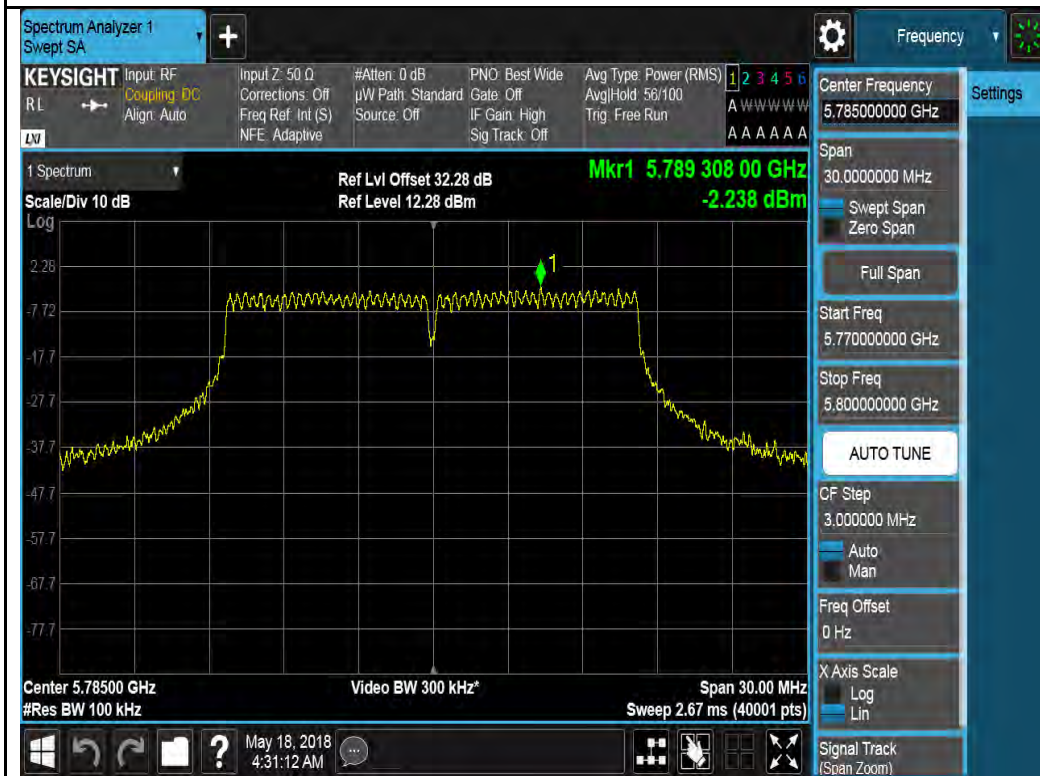 Spectrum Analyzer 1
Swept SA
+
Frequency
KEYSIGHT
RL
LXI
Input: RF
Coupling: DC
Align: Auto
Input Z: 50 Ω
Corrections: Off
Freq Ref: Int (S)
NFE: Adaptive
#Atten: 0 dB
µW Path: Standard
Source: Off
PNO: Best Wide
Gate: Off
IF Gain: High
Sig Track: Off
Avg Type: Power (RMS)
Avg|Hold: 56/100
Trig: Free Run
1 2 3 4 5 6
A W W W W W
A A A A A A
1 Spectrum
Scale/Div 10 dB
Log
Ref Lvl Offset 32.28 dB
Ref Level 12.28 dBm
Mkr1 5.789 308 00 GHz
-2.238 dBm
1
2.28
-7.72
-17.7
-27.7
-37.7
-47.7
-57.7
-67.7
-77.7
Center 5.78500 GHz
#Res BW 100 kHz
Video BW 300 kHz*
Span 30.00 MHz
Sweep 2.67 ms (40001 pts)
Center Frequency
5.785000000 GHz
Settings
Span
30.0000000 MHz
Swept Span
Zero Span
Full Span
Start Freq
5.770000000 GHz
Stop Freq
5.800000000 GHz
AUTO TUNE
CF Step
3.000000 MHz
Auto
Man
Freq Offset
0 Hz
X Axis Scale
Log
Lin
Signal Track
(Span Zoom)
?
May 18, 2018
4:31:12 AM